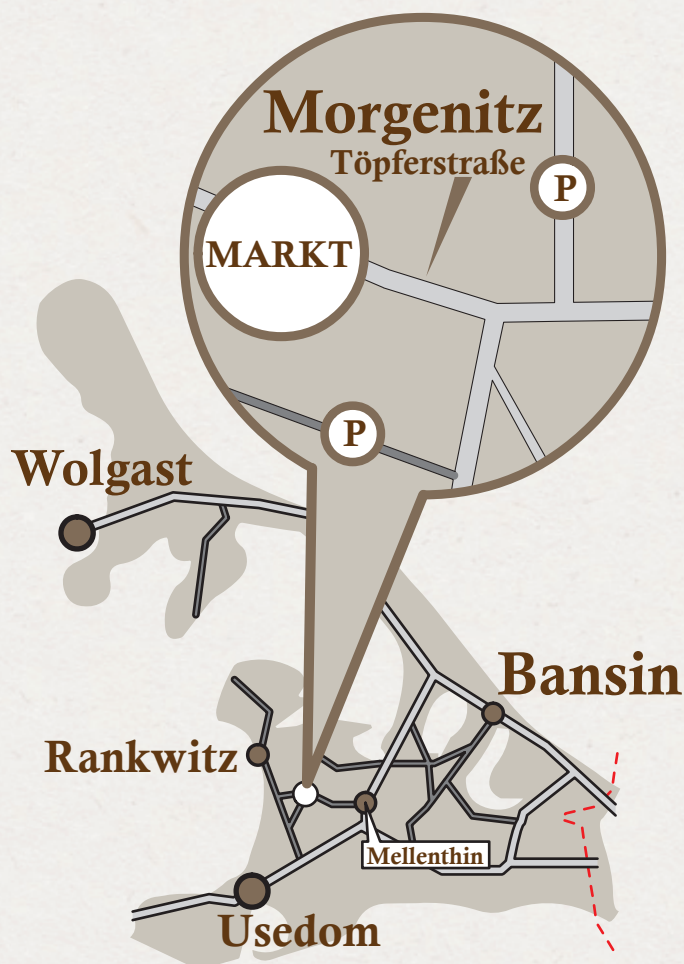 Morgenitz
Töpferstraße
P
MARKT
P
Wolgast
Bansin
Rankwitz
Mellenthin
Usedom